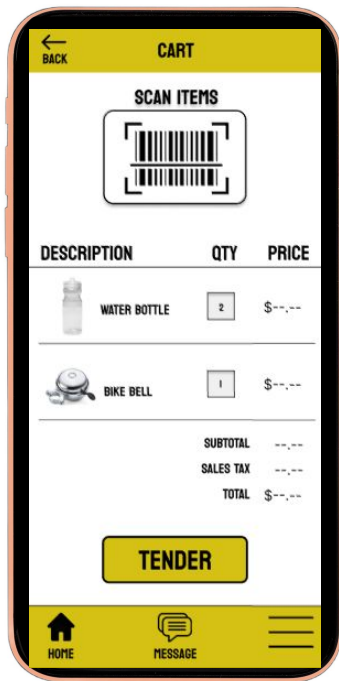 BACK
CART
SCAN ITEMS
DESCRIPTION QTY PRICE
WATER BOTTLE 2 $--.--
BIKE BELL 1 $--.--
SUBTOTAL --.--
SALES TAX --.--
TOTAL $--.--
TENDER
HOME MESSAGE